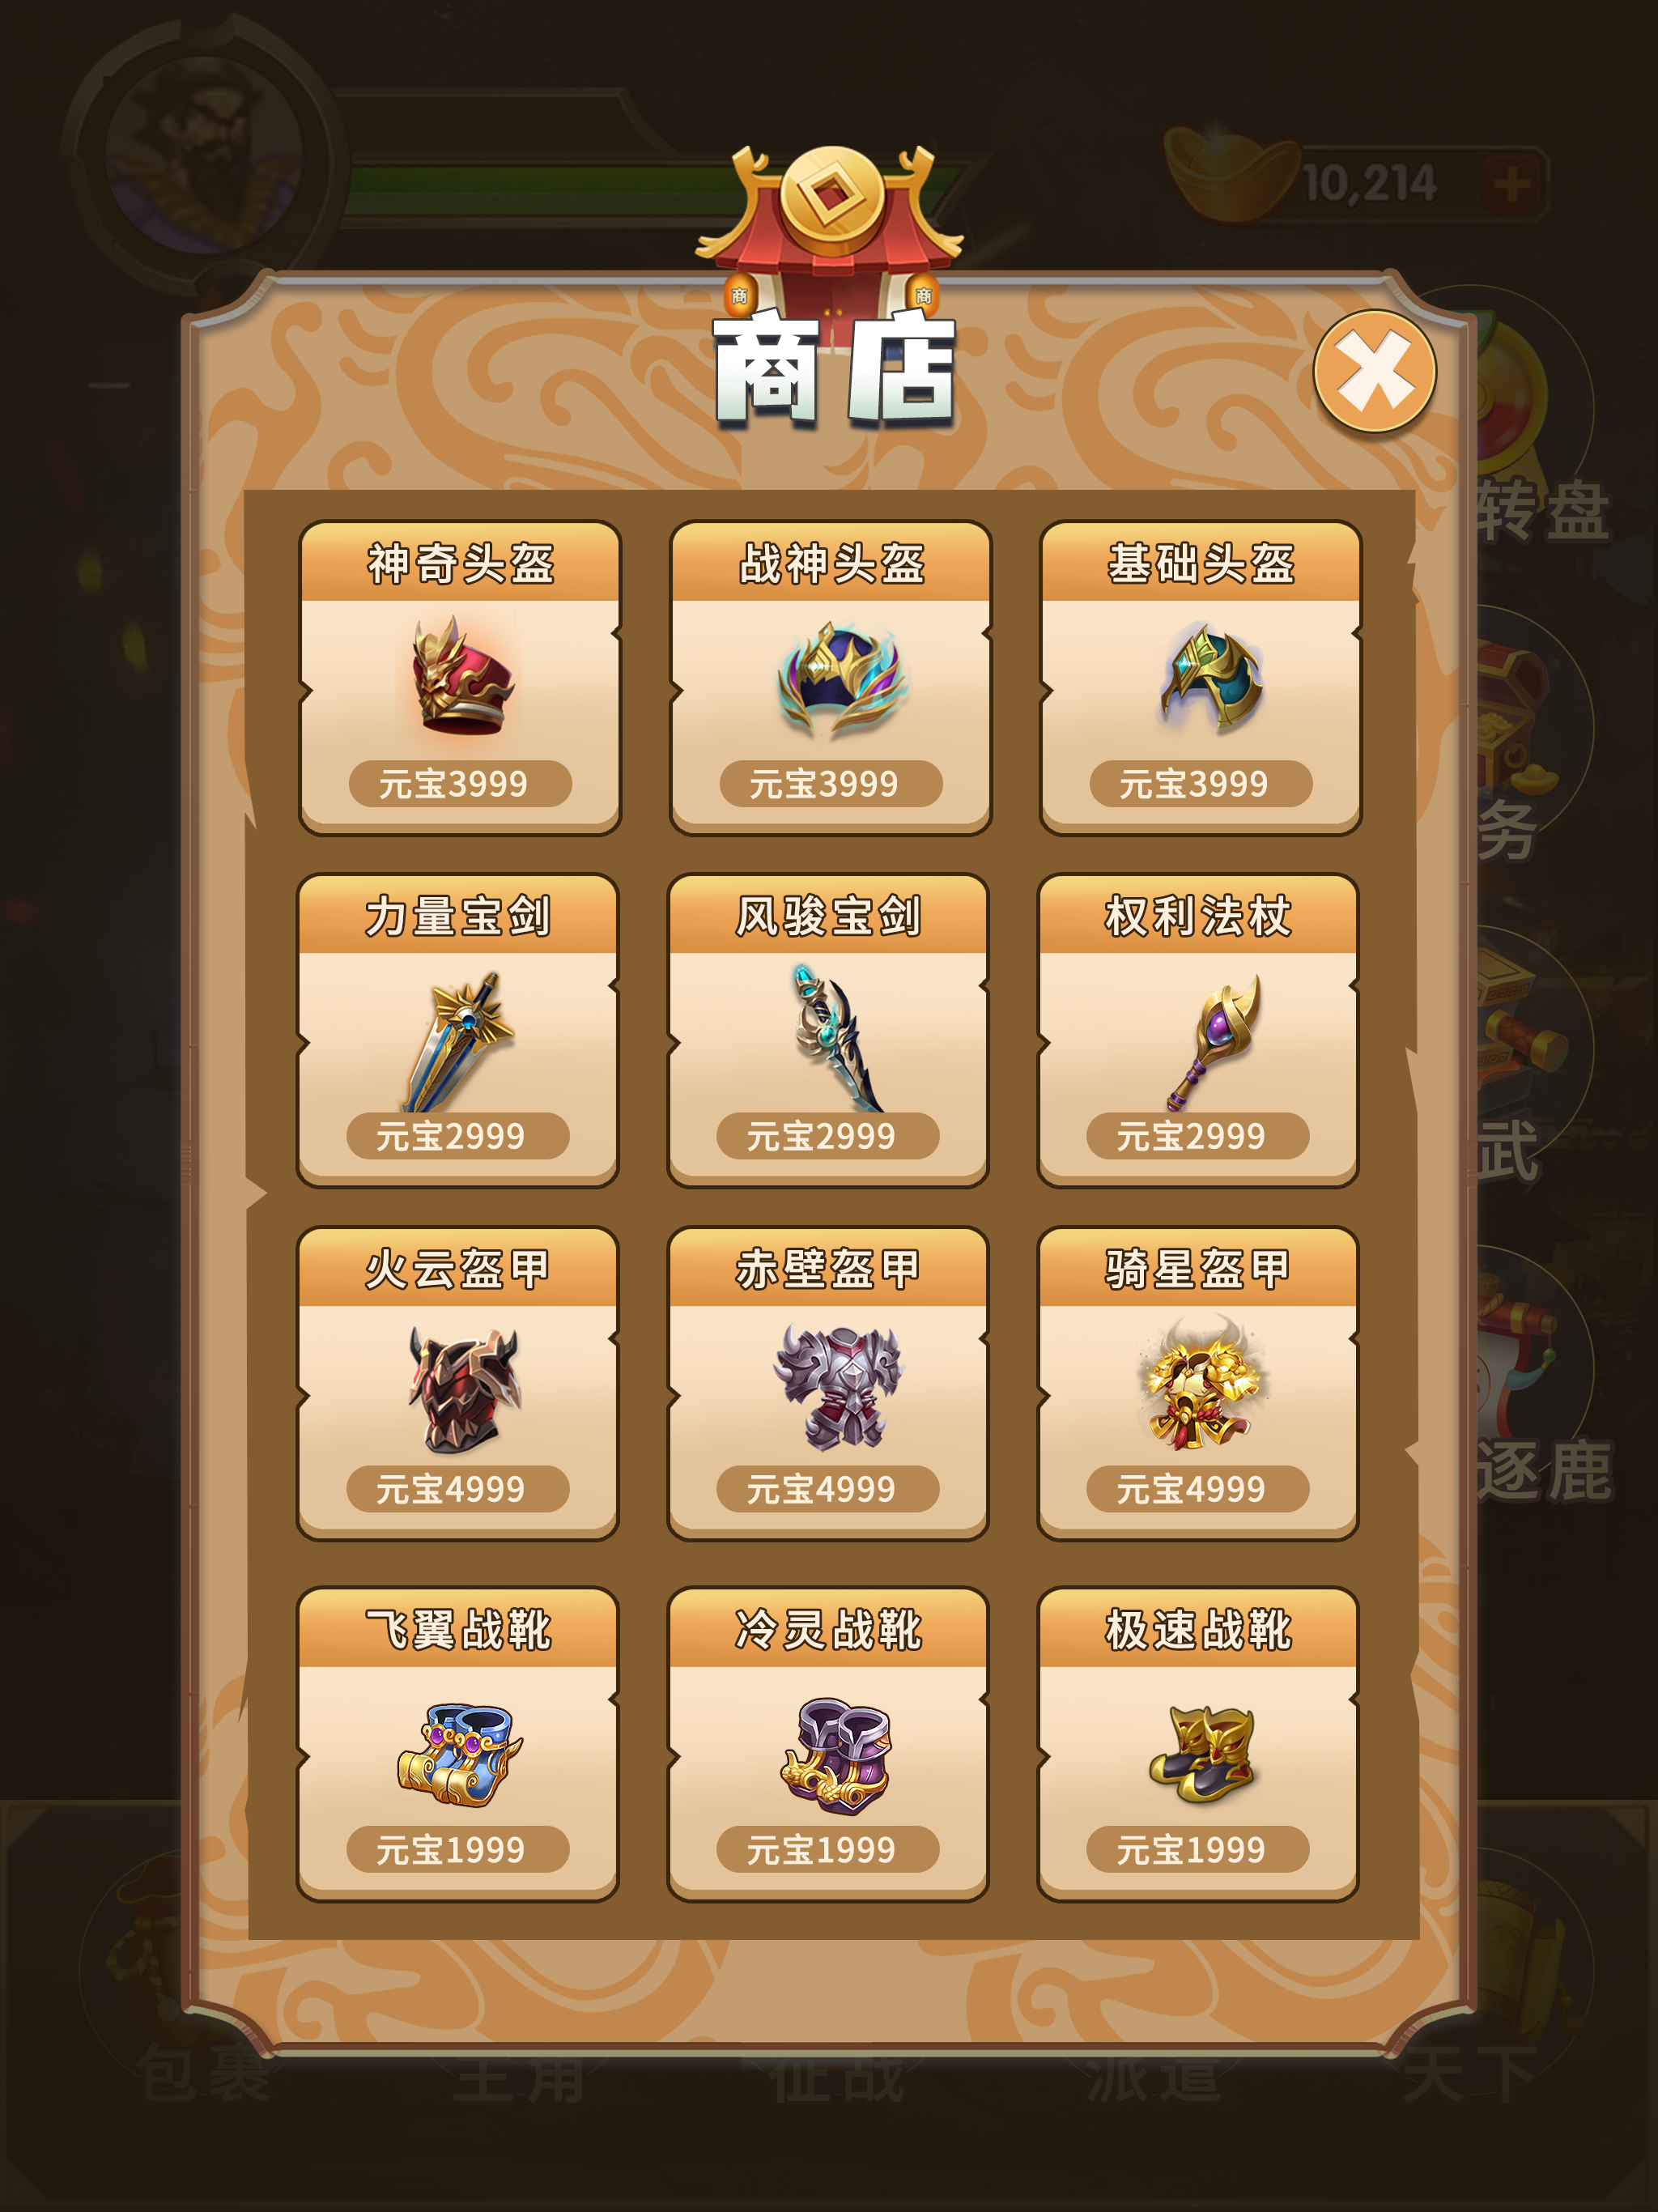 10,214
商 商
商店
转盘
神奇头盔 战神头盔 基础头盔
元宝3999 元宝3999 元宝3999
务
力量宝剑 风骏宝剑 权利法杖
元宝2999 元宝2999 元宝2999
武
火云盔甲 赤壁盔甲 骑星盔甲
元宝4999 元宝4999 元宝4999
逐鹿
飞翼战靴 冷灵战靴 极速战靴
元宝1999 元宝1999 元宝1999
包裹 主角 征战 派遣 天下